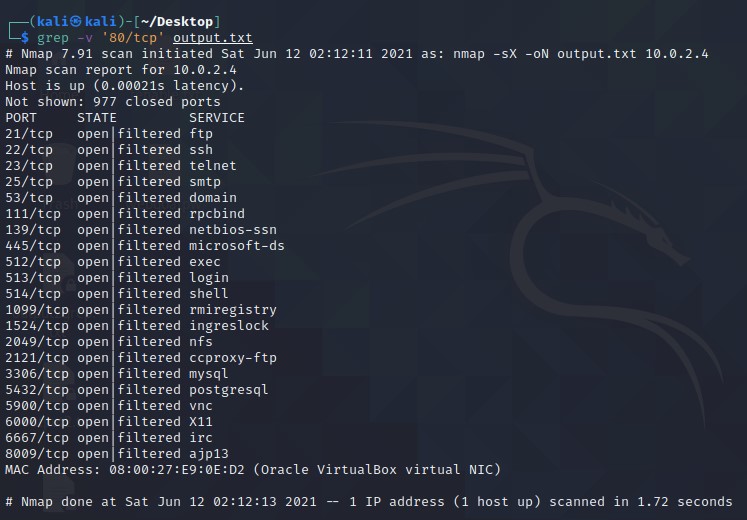 ┌──(kali㉿kali)-[~/Desktop]
└─$ grep -v '80/tcp' output.txt
# Nmap 7.91 scan initiated Sat Jun 12 02:12:11 2021 as: nmap -sX -oN output.txt 10.0.2.4
Nmap scan report for 10.0.2.4
Host is up (0.00021s latency).
Not shown: 977 closed ports
PORT     STATE         SERVICE
21/tcp   open|filtered ftp
22/tcp   open|filtered ssh
23/tcp   open|filtered telnet
25/tcp   open|filtered smtp
53/tcp   open|filtered domain
111/tcp  open|filtered rpcbind
139/tcp  open|filtered netbios-ssn
445/tcp  open|filtered microsoft-ds
512/tcp  open|filtered exec
513/tcp  open|filtered login
514/tcp  open|filtered shell
1099/tcp open|filtered rmiregistry
1524/tcp open|filtered ingreslock
2049/tcp open|filtered nfs
2121/tcp open|filtered ccproxy-ftp
3306/tcp open|filtered mysql
5432/tcp open|filtered postgresql
5900/tcp open|filtered vnc
6000/tcp open|filtered X11
6667/tcp open|filtered irc
8009/tcp open|filtered ajp13
MAC Address: 08:00:27:E9:0E:D2 (Oracle VirtualBox virtual NIC)

# Nmap done at Sat Jun 12 02:12:13 2021 -- 1 IP address (1 host up) scanned in 1.72 seconds